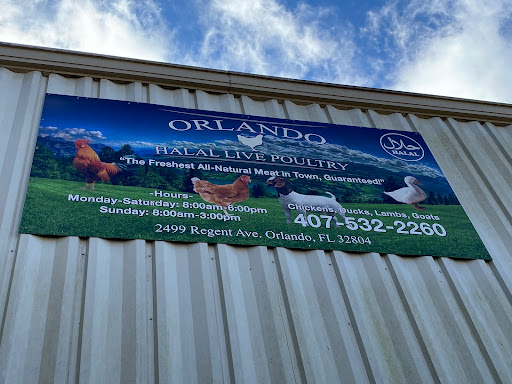 ORLANDO
HALAL LIVE POULTRY
"The Freshest All-Natural Meat in Town, Guaranteed!"
حلال
HALAL
-Hours-
Monday-Saturday: 8:00am-6:00pm
Sunday: 8:00am-3:00pm
Chickens, Ducks, Lambs, Goats
407-532-2260
2499 Regent Ave. Orlando, FL 32804